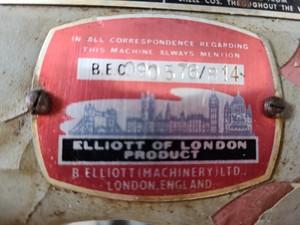 IN ALL CORRESPONDENCE REGARDING
THIS MACHINE ALWAYS MENTION
B.E.C
ELLIOTT OF LONDON
PRODUCT
B. ELLIOTT (MACHINERY) LTD.,
LONDON, ENGLAND.